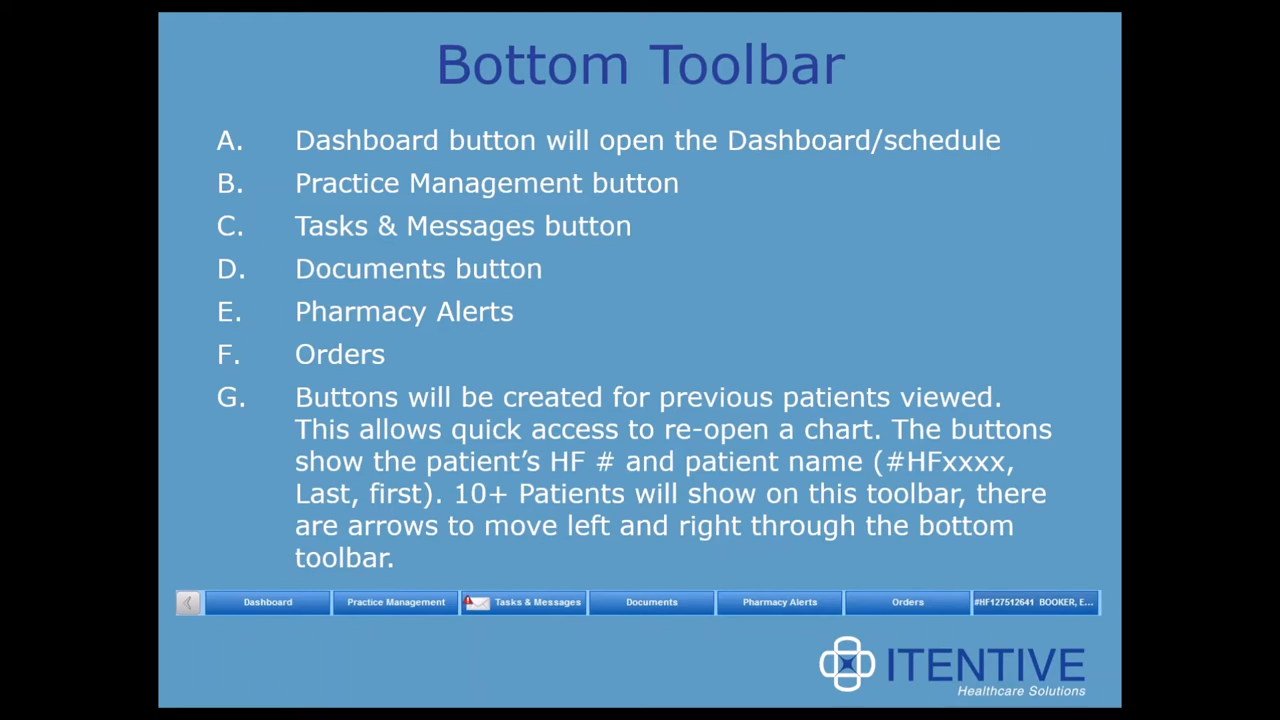 Bottom Toolbar
A. Dashboard button will open the Dashboard/schedule
B. Practice Management button
C. Tasks & Messages button
D. Documents button
E. Pharmacy Alerts
F. Orders
G. Buttons will be created for previous patients viewed.
This allows quick access to re-open a chart. The buttons
show the patient’s HF # and patient name (#HFxxxx,
Last, first). 10+ Patients will show on this toolbar, there
are arrows to move left and right through the bottom
toolbar.
Dashboard Practice Management Tasks & Messages Documents Pharmacy Alerts Orders #HF127512641 BOOKER, E...
ITENTIVE
Healthcare Solutions